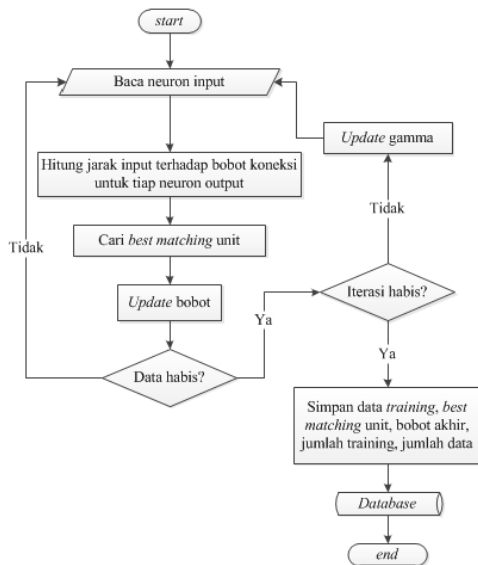 start
Baca neuron input
Update gamma
Hitung jarak input terhadap bobot koneksi
untuk tiap neuron output
Tidak
Tidak
Cari best matching unit
Update bobot
Iterasi habis?
Ya
Data habis?
Ya
Simpan data training, best
matching unit, bobot akhir,
jumlah training, jumlah data
Database
end